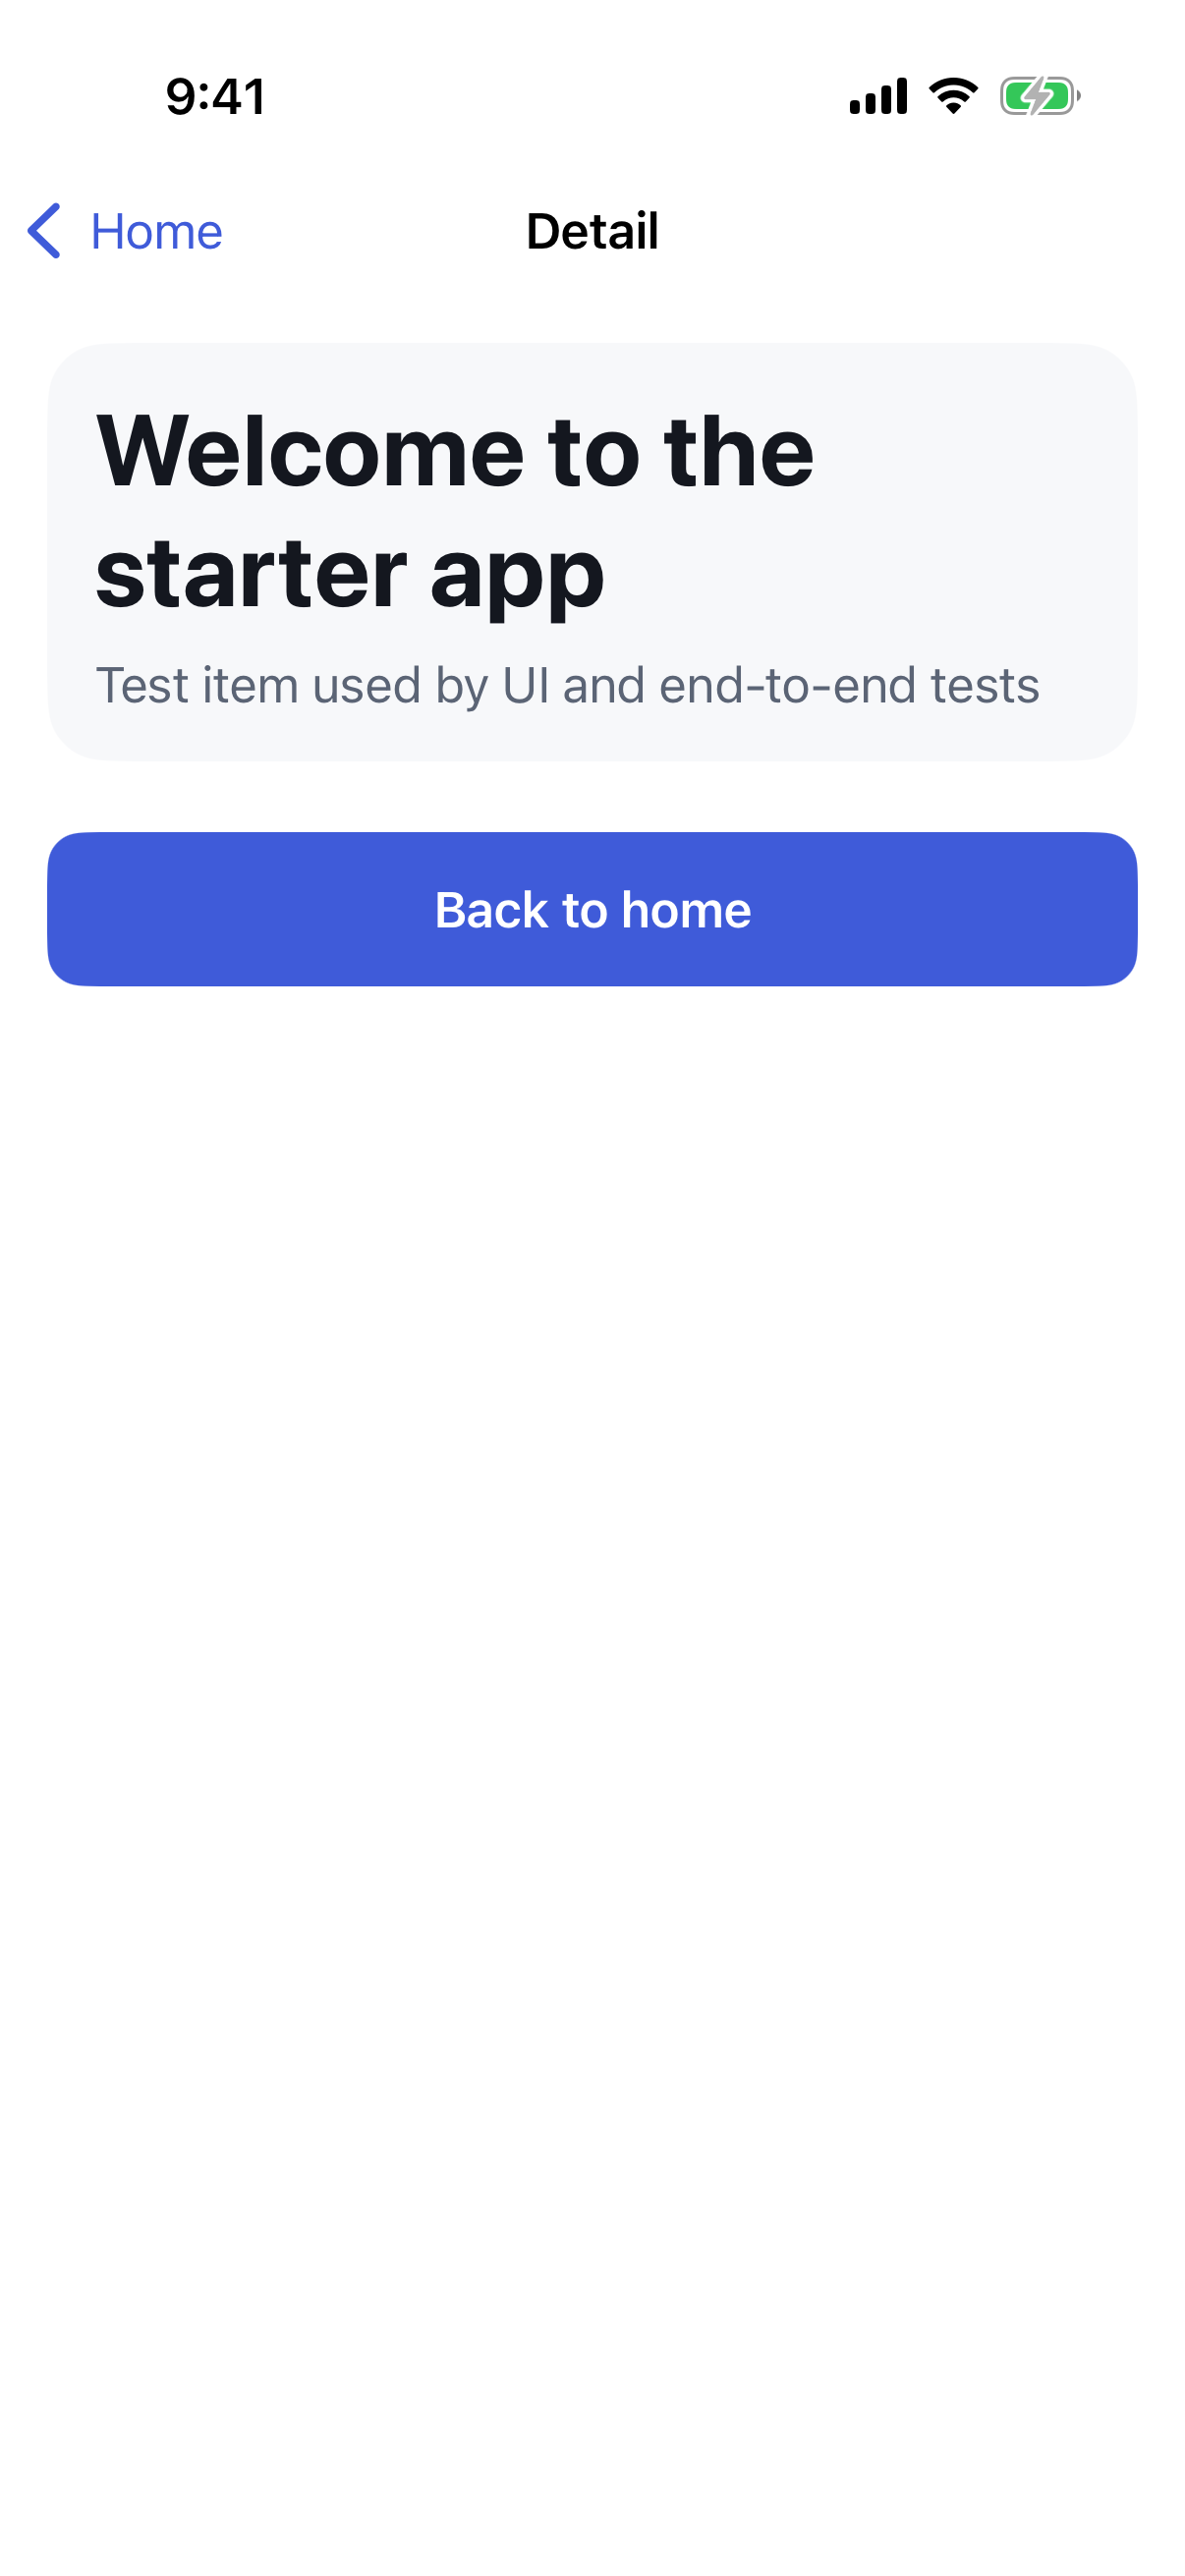 9:41
Home
Detail
Welcome to the
starter app
Test item used by UI and end-to-end tests
Back to home